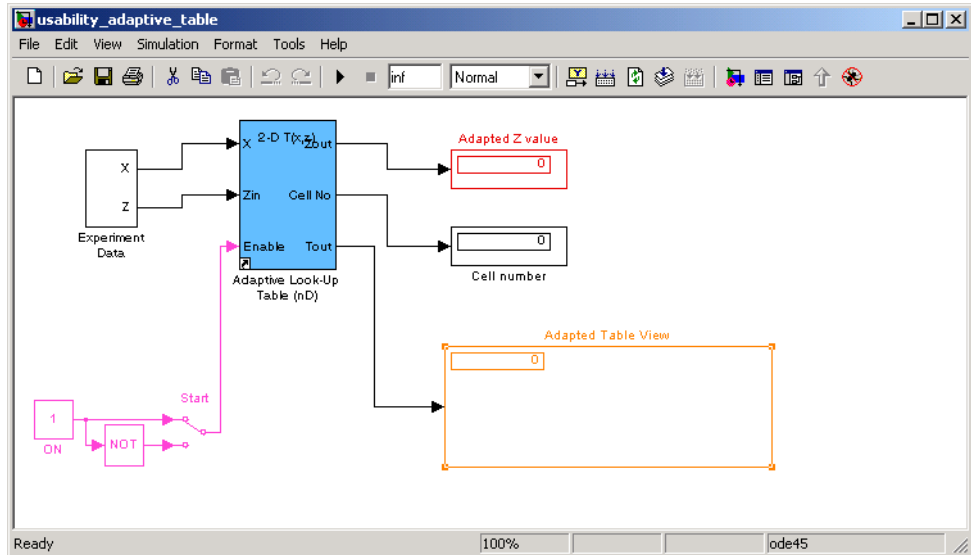 usability_adaptive_table
File Edit View Simulation Format Tools Help
inf Normal
X
Z
Experiment
Data
2-D T(x,z)
X
Zout
Zin
Cell No
Enable
Tout
Adaptive Look-Up
Table (nD)
Adapted Z value
0
0
Cell number
Adapted Table View
0
Start
1
ON
NOT
Ready
100%
ode45